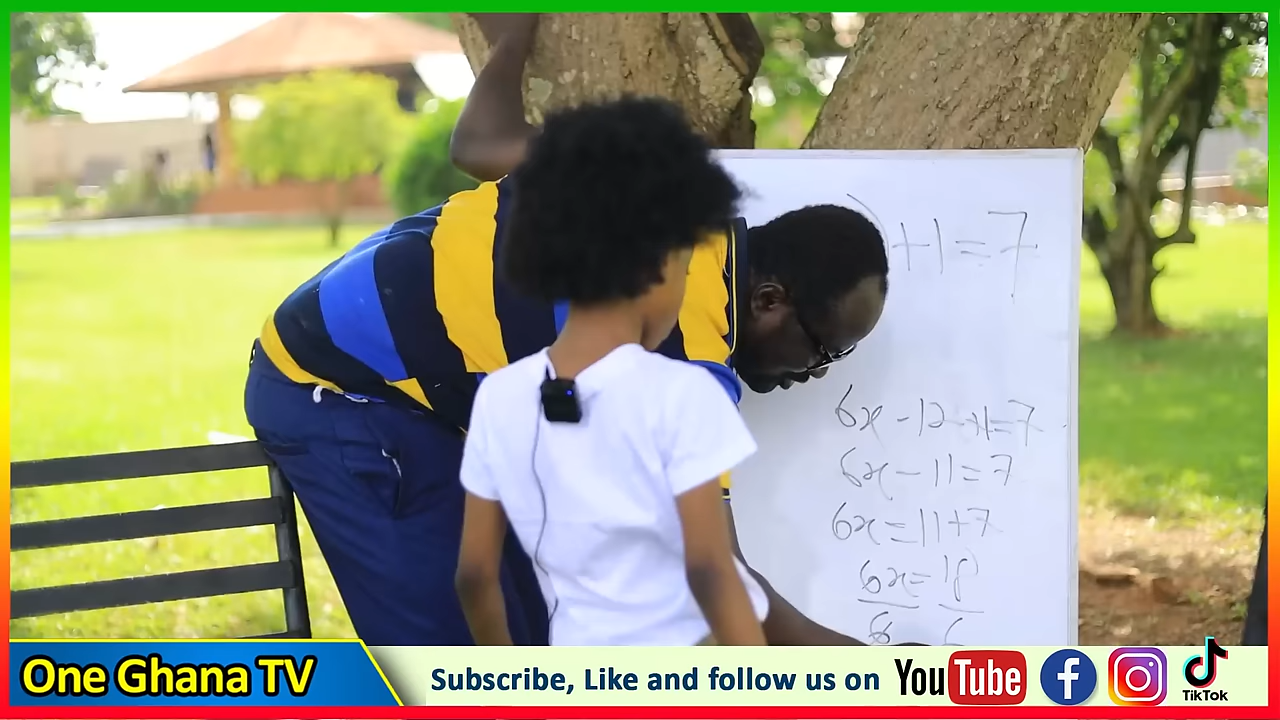 )+1=7
6x-12+1=7
6x-11=7
6x=11+7
6x=18
6 6
One Ghana TV
Subscribe, Like and follow us on YouTube
TikTok